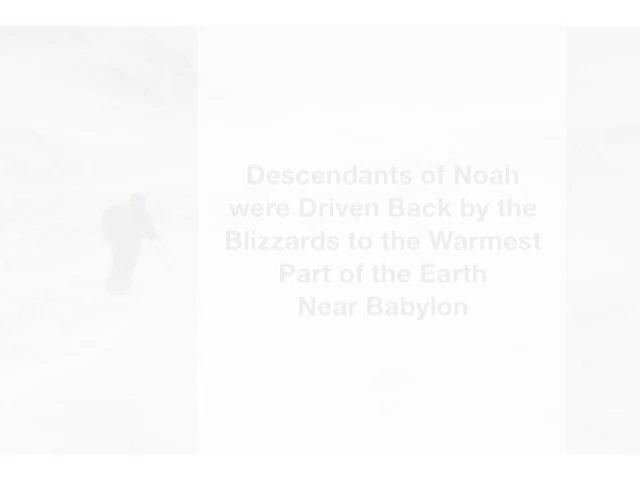 Descendants of Noah
were Driven Back by the
Blizzards to the Warmest
Part of the Earth
Near Babylon